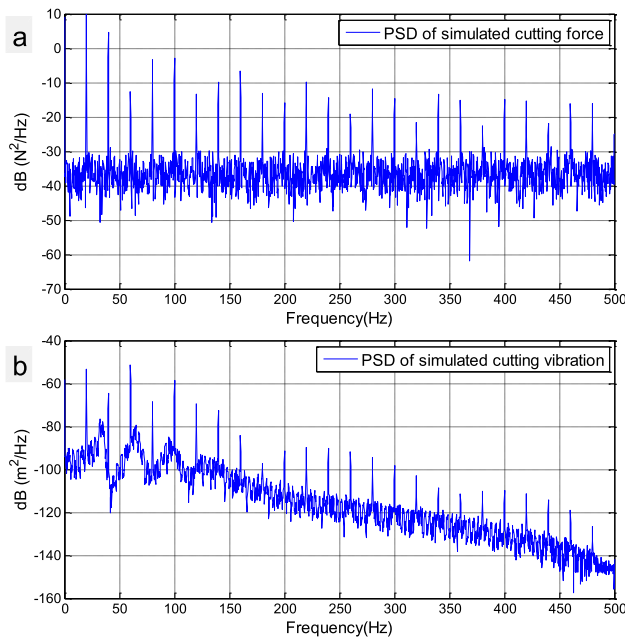 a
PSD of simulated cutting force
10
0
-10
-20
-30
-40
-50
-60
-70
dB (N²/Hz)
0 50 100 150 200 250 300 350 400 450 500
Frequency(Hz)
b
PSD of simulated cutting vibration
-40
-60
-80
-100
-120
-140
-160
dB (m²/Hz)
0 50 100 150 200 250 300 350 400 450 500
Frequency(Hz)